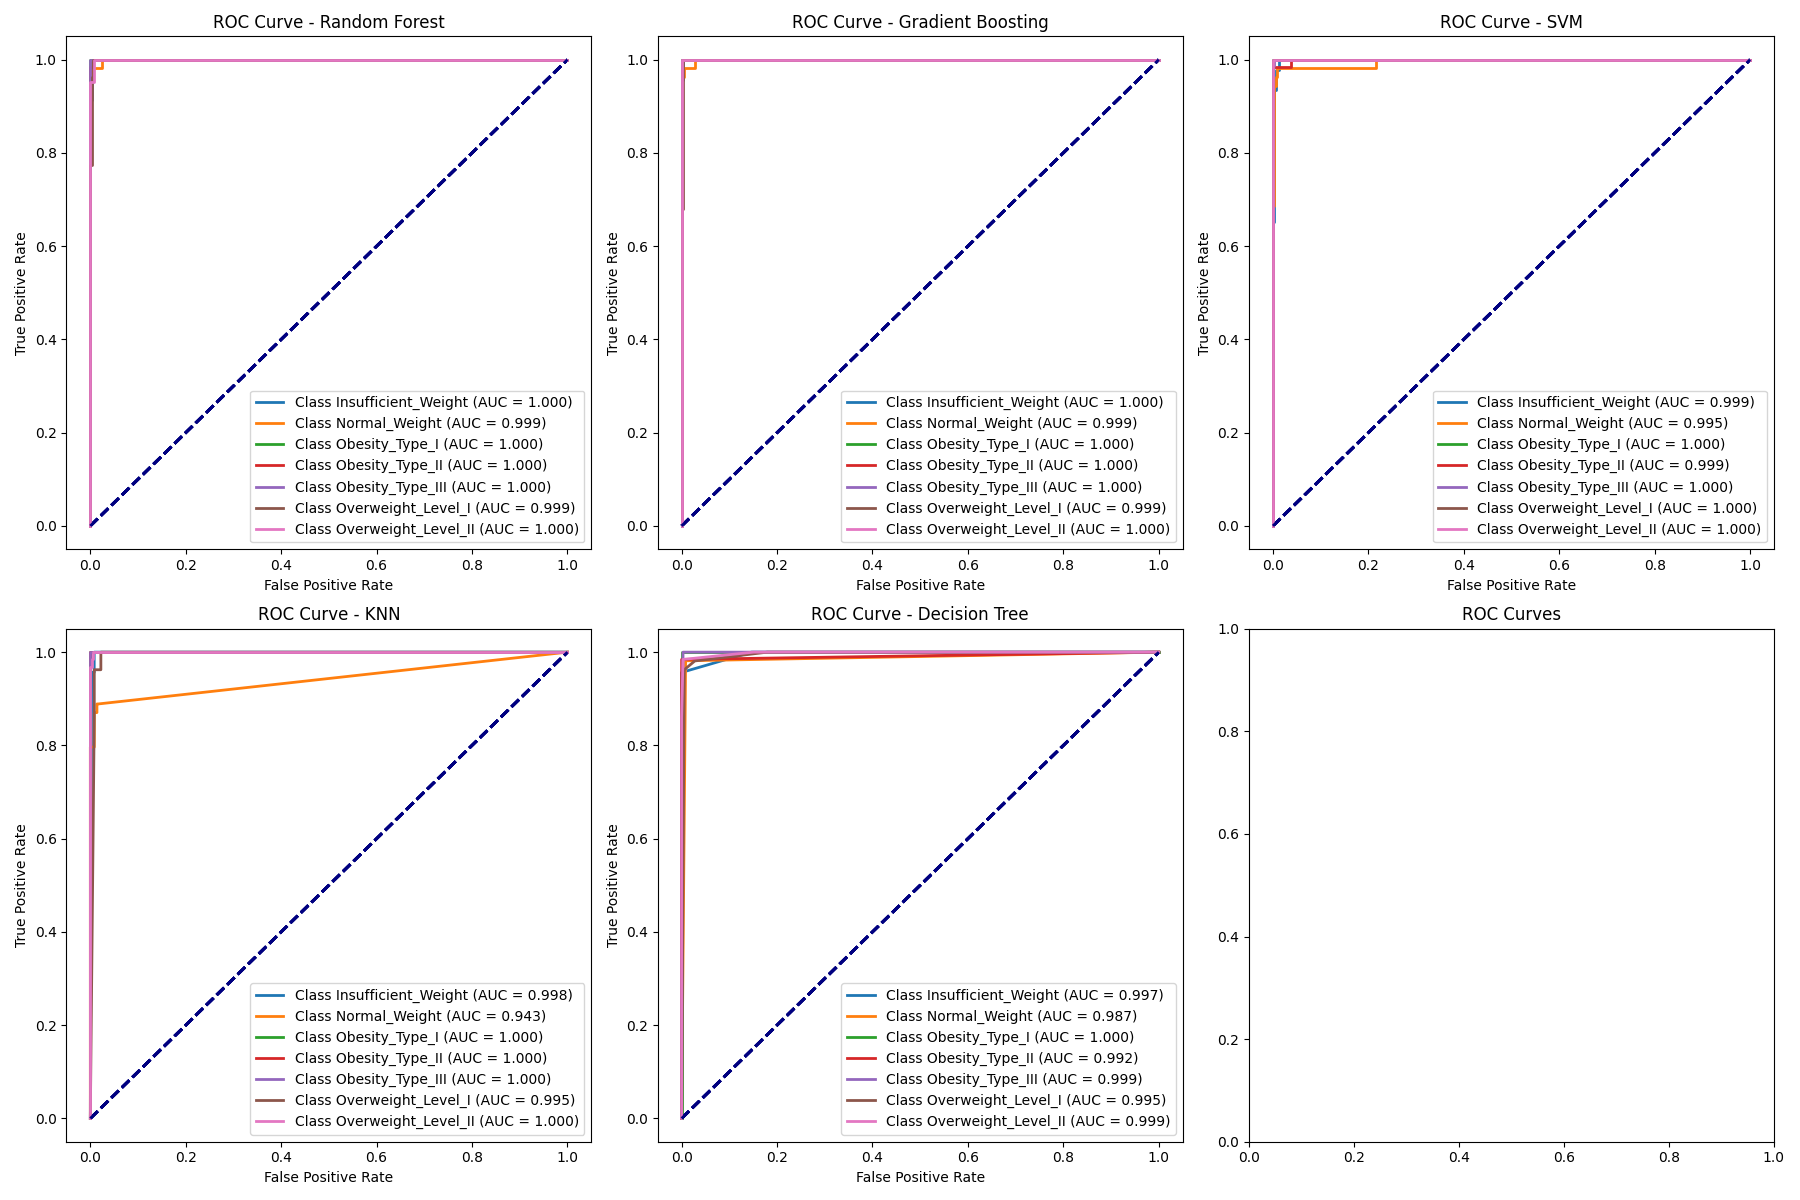 ROC Curve - Random Forest
True Positive Rate
1.0
0.8
0.6
0.4
0.2
0.0
Class Insufficient_Weight (AUC = 1.000)
Class Normal_Weight (AUC = 0.999)
Class Obesity_Type_I (AUC = 1.000)
Class Obesity_Type_II (AUC = 1.000)
Class Obesity_Type_III (AUC = 1.000)
Class Overweight_Level_I (AUC = 0.999)
Class Overweight_Level_II (AUC = 1.000)
0.0 0.2 0.4 0.6 0.8 1.0
False Positive Rate
ROC Curve - Gradient Boosting
True Positive Rate
1.0
0.8
0.6
0.4
0.2
0.0
Class Insufficient_Weight (AUC = 1.000)
Class Normal_Weight (AUC = 0.999)
Class Obesity_Type_I (AUC = 1.000)
Class Obesity_Type_II (AUC = 1.000)
Class Obesity_Type_III (AUC = 1.000)
Class Overweight_Level_I (AUC = 0.999)
Class Overweight_Level_II (AUC = 1.000)
0.0 0.2 0.4 0.6 0.8 1.0
False Positive Rate
ROC Curve - SVM
True Positive Rate
1.0
0.8
0.6
0.4
0.2
0.0
Class Insufficient_Weight (AUC = 0.999)
Class Normal_Weight (AUC = 0.995)
Class Obesity_Type_I (AUC = 1.000)
Class Obesity_Type_II (AUC = 0.999)
Class Obesity_Type_III (AUC = 1.000)
Class Overweight_Level_I (AUC = 1.000)
Class Overweight_Level_II (AUC = 1.000)
0.0 0.2 0.4 0.6 0.8 1.0
False Positive Rate
ROC Curve - KNN
True Positive Rate
1.0
0.8
0.6
0.4
0.2
0.0
Class Insufficient_Weight (AUC = 0.998)
Class Normal_Weight (AUC = 0.943)
Class Obesity_Type_I (AUC = 1.000)
Class Obesity_Type_II (AUC = 1.000)
Class Obesity_Type_III (AUC = 1.000)
Class Overweight_Level_I (AUC = 0.995)
Class Overweight_Level_II (AUC = 1.000)
0.0 0.2 0.4 0.6 0.8 1.0
False Positive Rate
ROC Curve - Decision Tree
True Positive Rate
1.0
0.8
0.6
0.4
0.2
0.0
Class Insufficient_Weight (AUC = 0.997)
Class Normal_Weight (AUC = 0.987)
Class Obesity_Type_I (AUC = 1.000)
Class Obesity_Type_II (AUC = 0.992)
Class Obesity_Type_III (AUC = 0.999)
Class Overweight_Level_I (AUC = 0.995)
Class Overweight_Level_II (AUC = 0.999)
0.0 0.2 0.4 0.6 0.8 1.0
False Positive Rate
ROC Curves
1.0
0.8
0.6
0.4
0.2
0.0
0.0 0.2 0.4 0.6 0.8 1.0